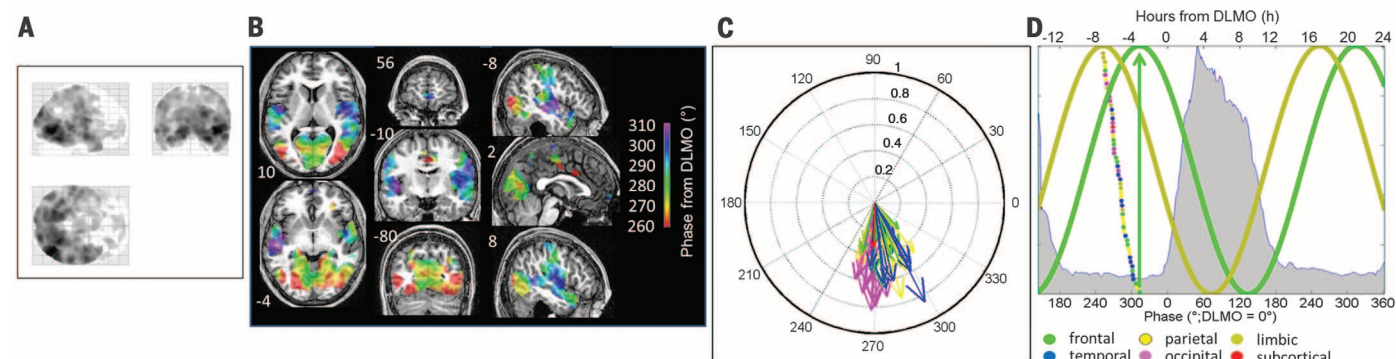 A
B
C
D
56
-8
-10
2
10
-80
8
-4
310
300
290
280
270
260
Phase from DLMO (°)
90
120
60
1
0.8
150
0.6
30
0.4
0.2
180
0
210
330
240
300
270
Hours from DLMO (h)
-12 -8 -4 0 4 8 12 16 20 24
180 240 300 0 60 120 180 240 300 360
Phase (°;DLMO = 0°)
frontal parietal limbic
temporal occipital subcortical